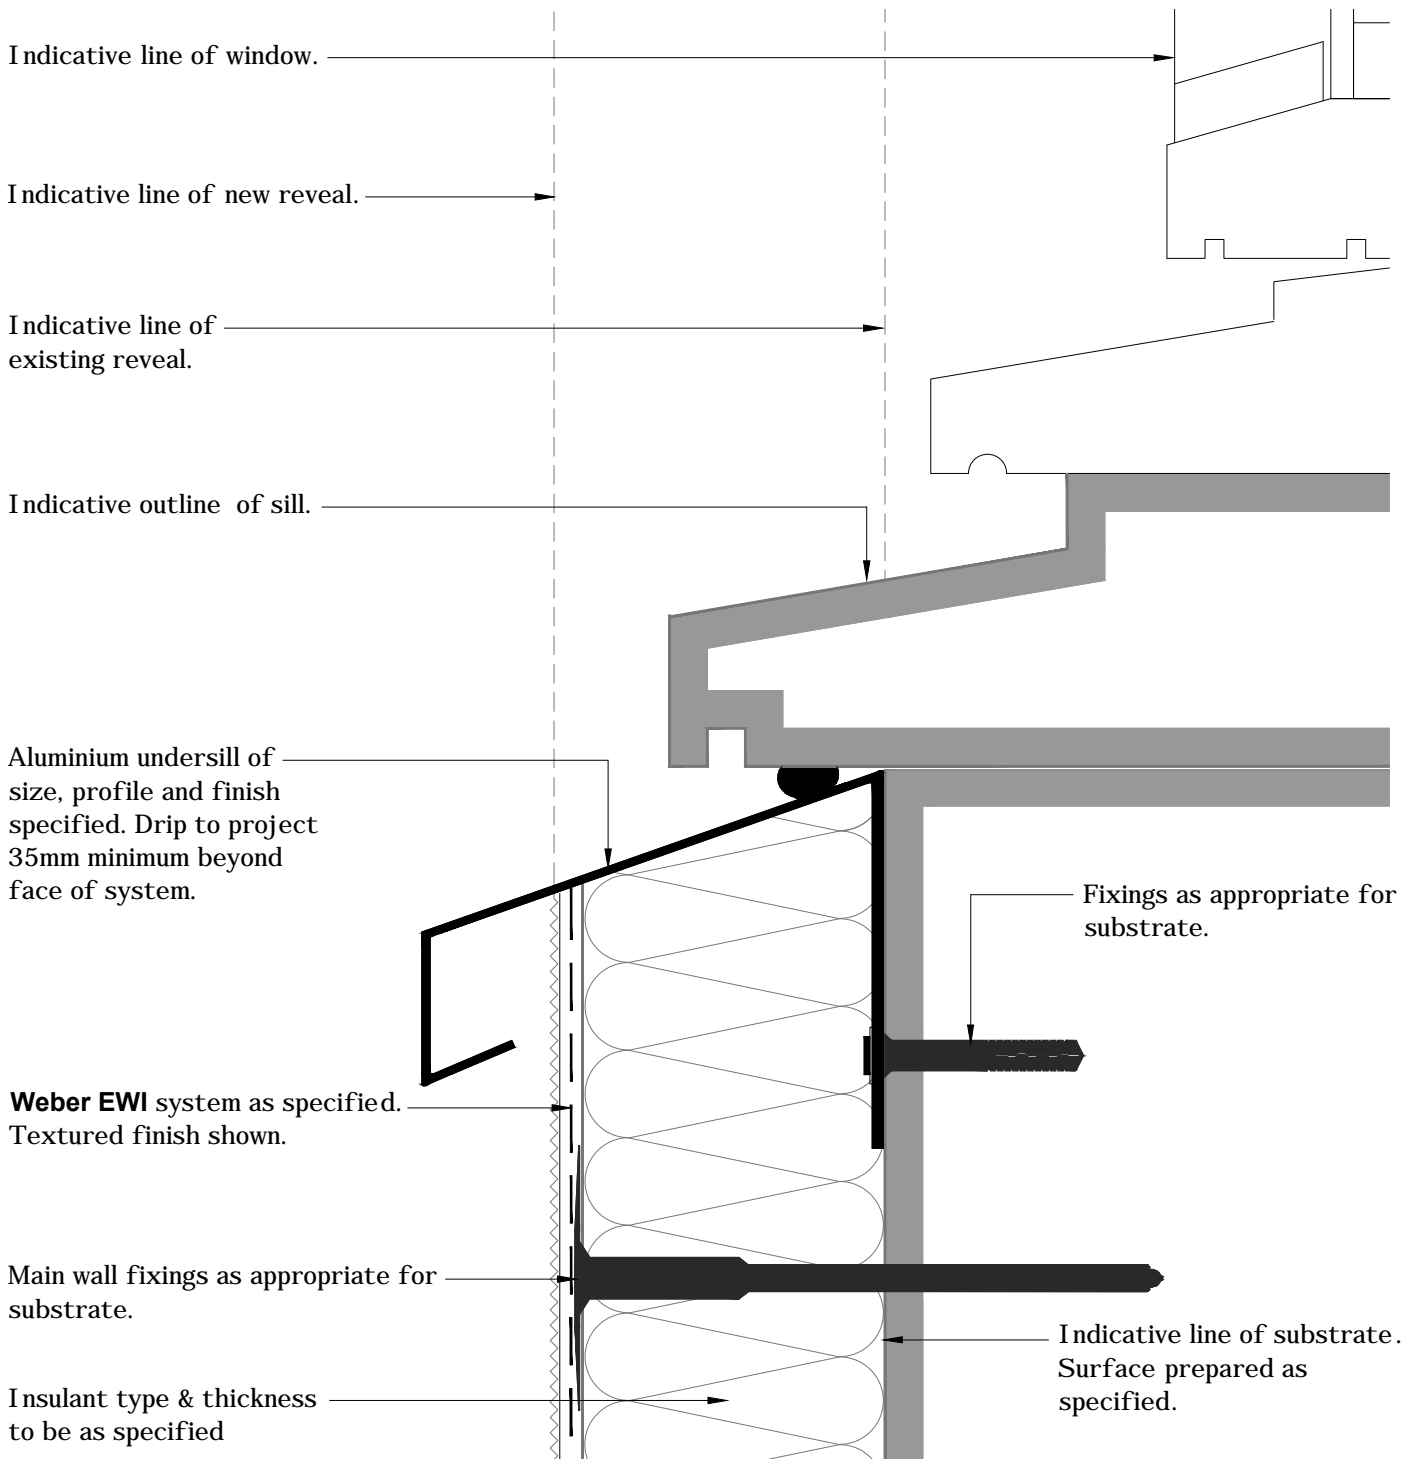 Indicative line of window.
Indicative line of new reveal.
Indicative line of
existing reveal.
Indicative outline of sill.
Aluminium undersill of
size, profile and finish
specified. Drip to project
35mm minimum beyond
face of system.
Fixings as appropriate for
substrate.
Weber EWI system as specified.
Textured finish shown.
Main wall fixings as appropriate for
substrate.
Indicative line of substrate.
Surface prepared as
specified.
Insulant type & thickness
to be as specified